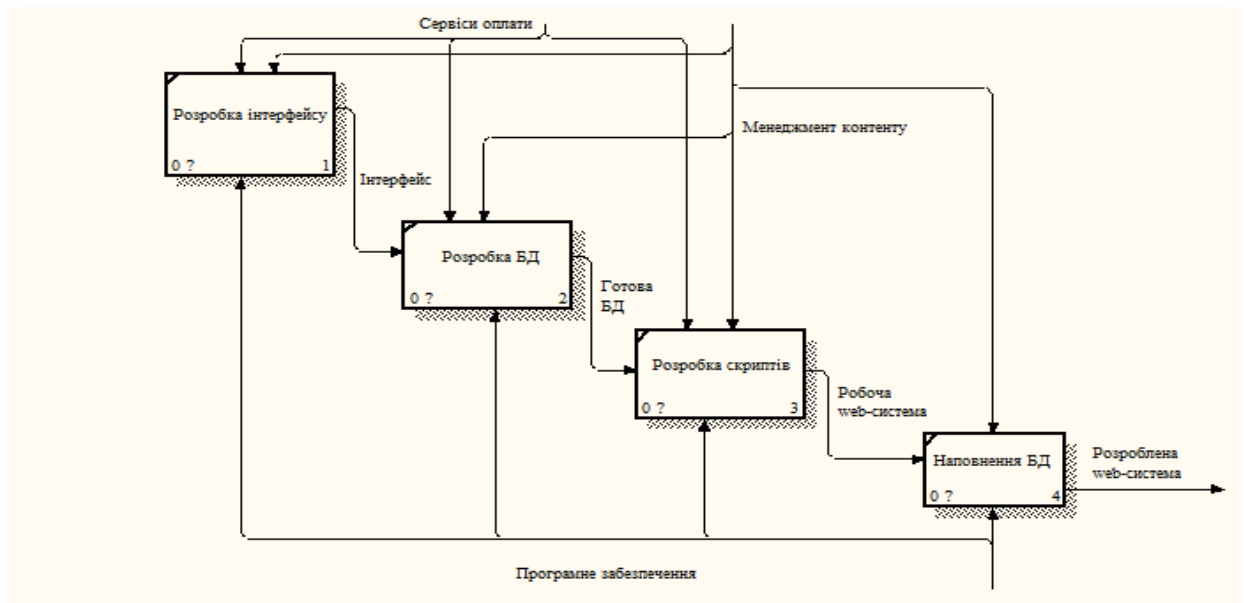 Сервіси оплати
Розробка інтерфейсу
0 ?
1
Менеджмент контенту
Інтерфейс
Розробка БД
0 ?
2
Готова
БД
Розробка скриптів
0 ?
3
Робоча
web-система
Наповнення БД
0 ?
4
Розроблена
web-система
Програмне забезпечення